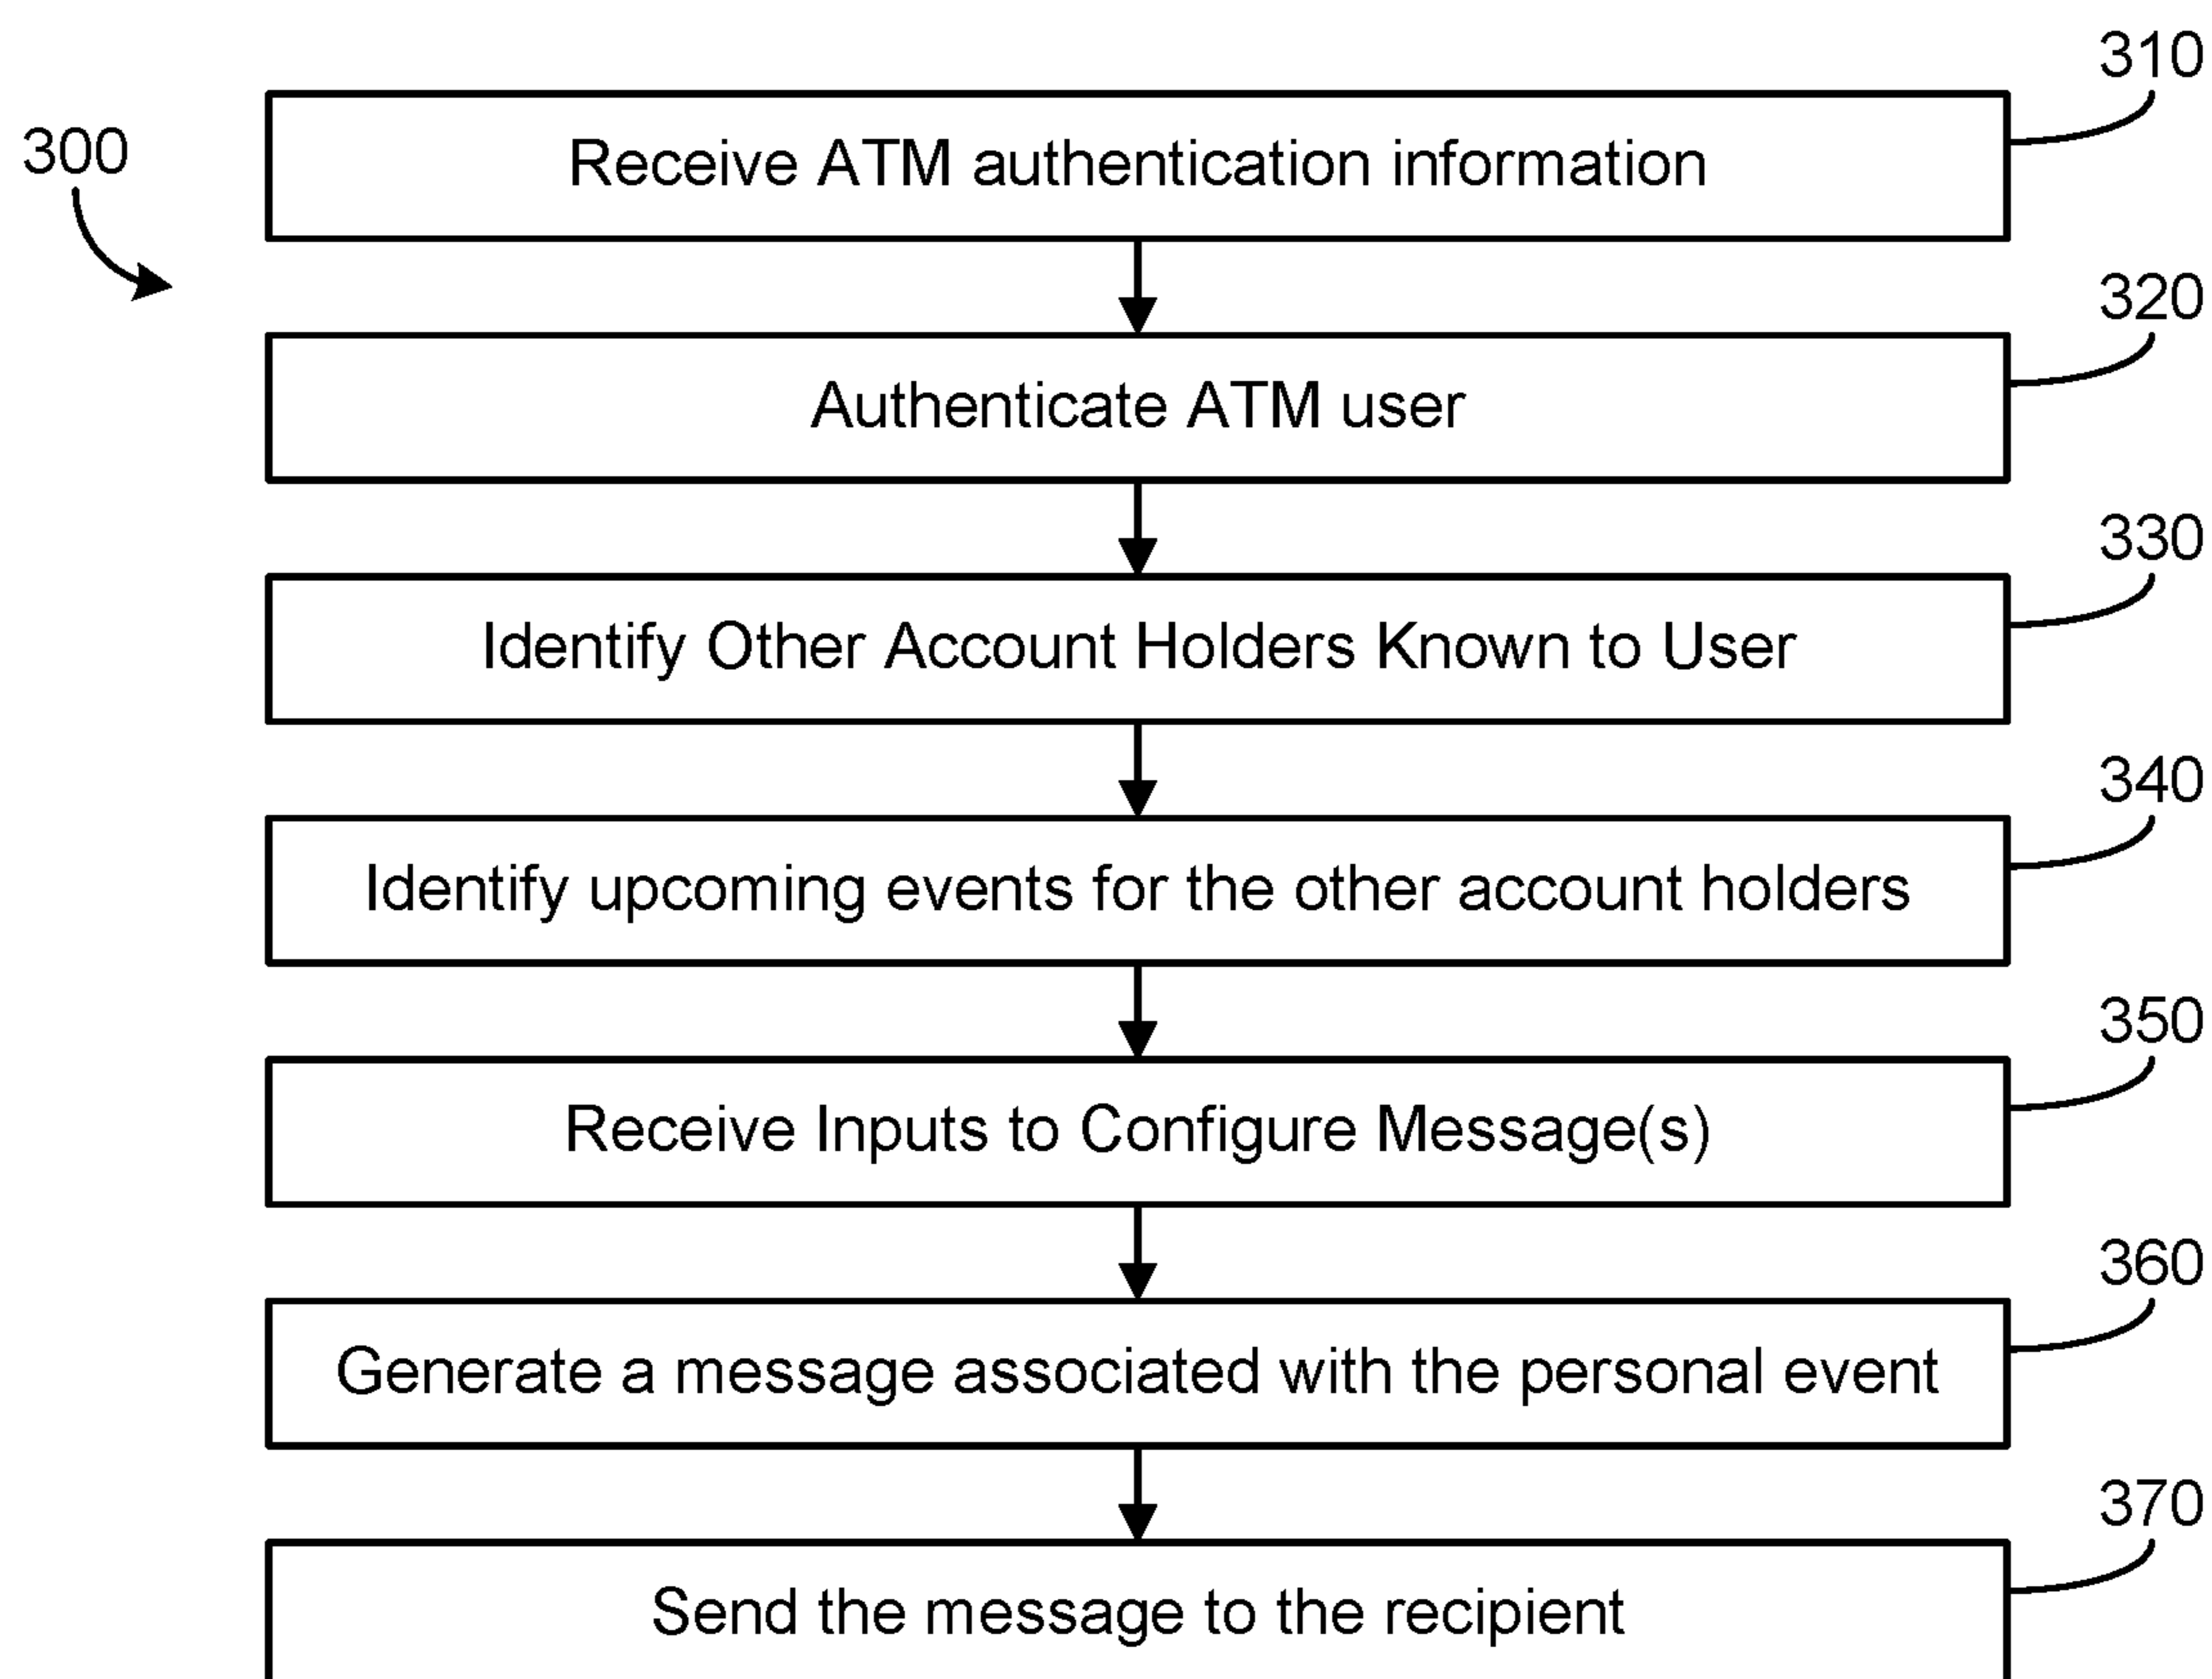 310
300
Receive ATM authentication information
320
Authenticate ATM user
330
Identify Other Account Holders Known to User
340
Identify upcoming events for the other account holders
350
Receive Inputs to Configure Message(s)
360
Generate a message associated with the personal event
370
Send the message to the recipient